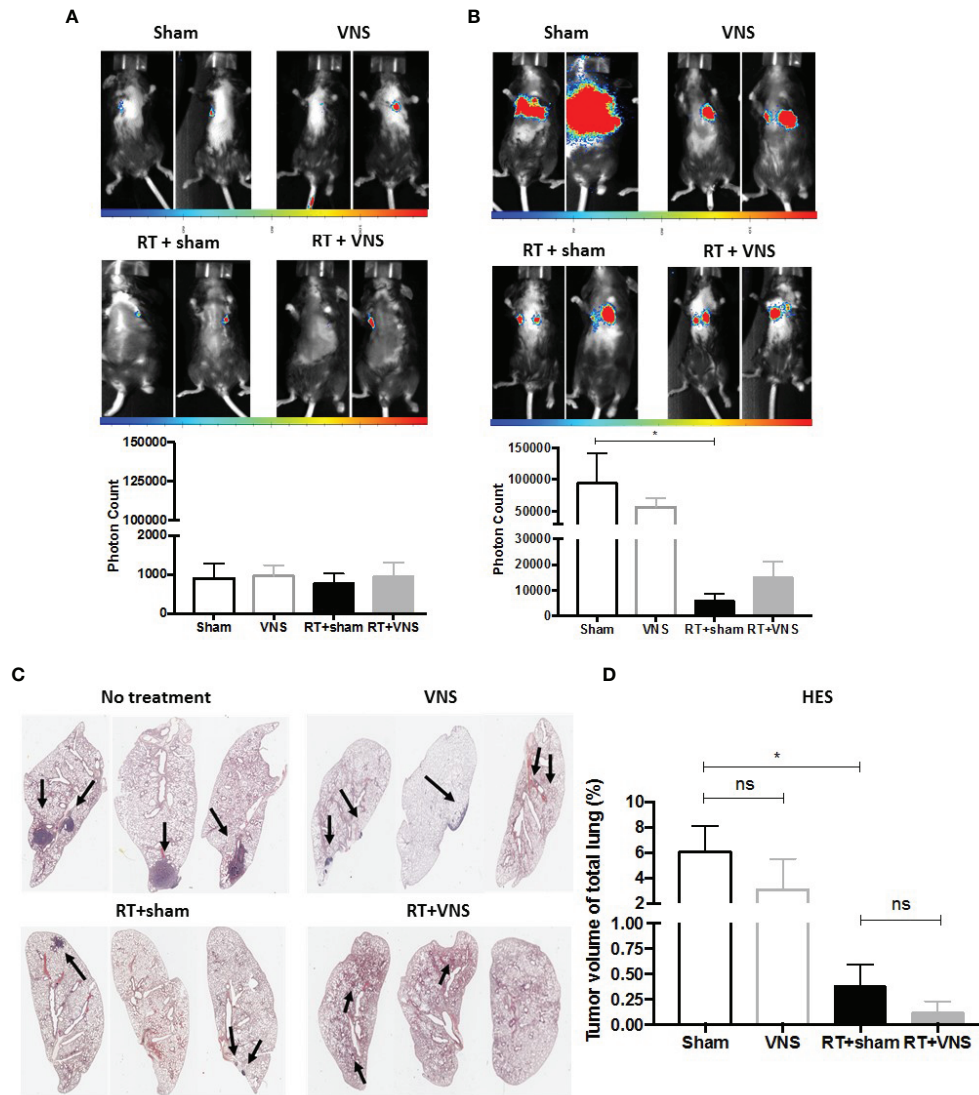 A
Sham VNS
RT + sham RT + VNS
150000
125000
100000
2000
1000
0
Photon Count
Sham VNS RT+sham RT+VNS
B
Sham VNS
RT + sham RT + VNS
*
150000
100000
50000
30000
20000
10000
0
Photon Count
Sham VNS RT+sham RT+VNS
C
No treatment VNS
RT+sham RT+VNS
D
HES
*
ns
ns
10
8
6
4
2
1.00
0.75
0.50
0.25
0.00
Tumor volume of total lung (%)
Sham VNS RT+sham RT+VNS